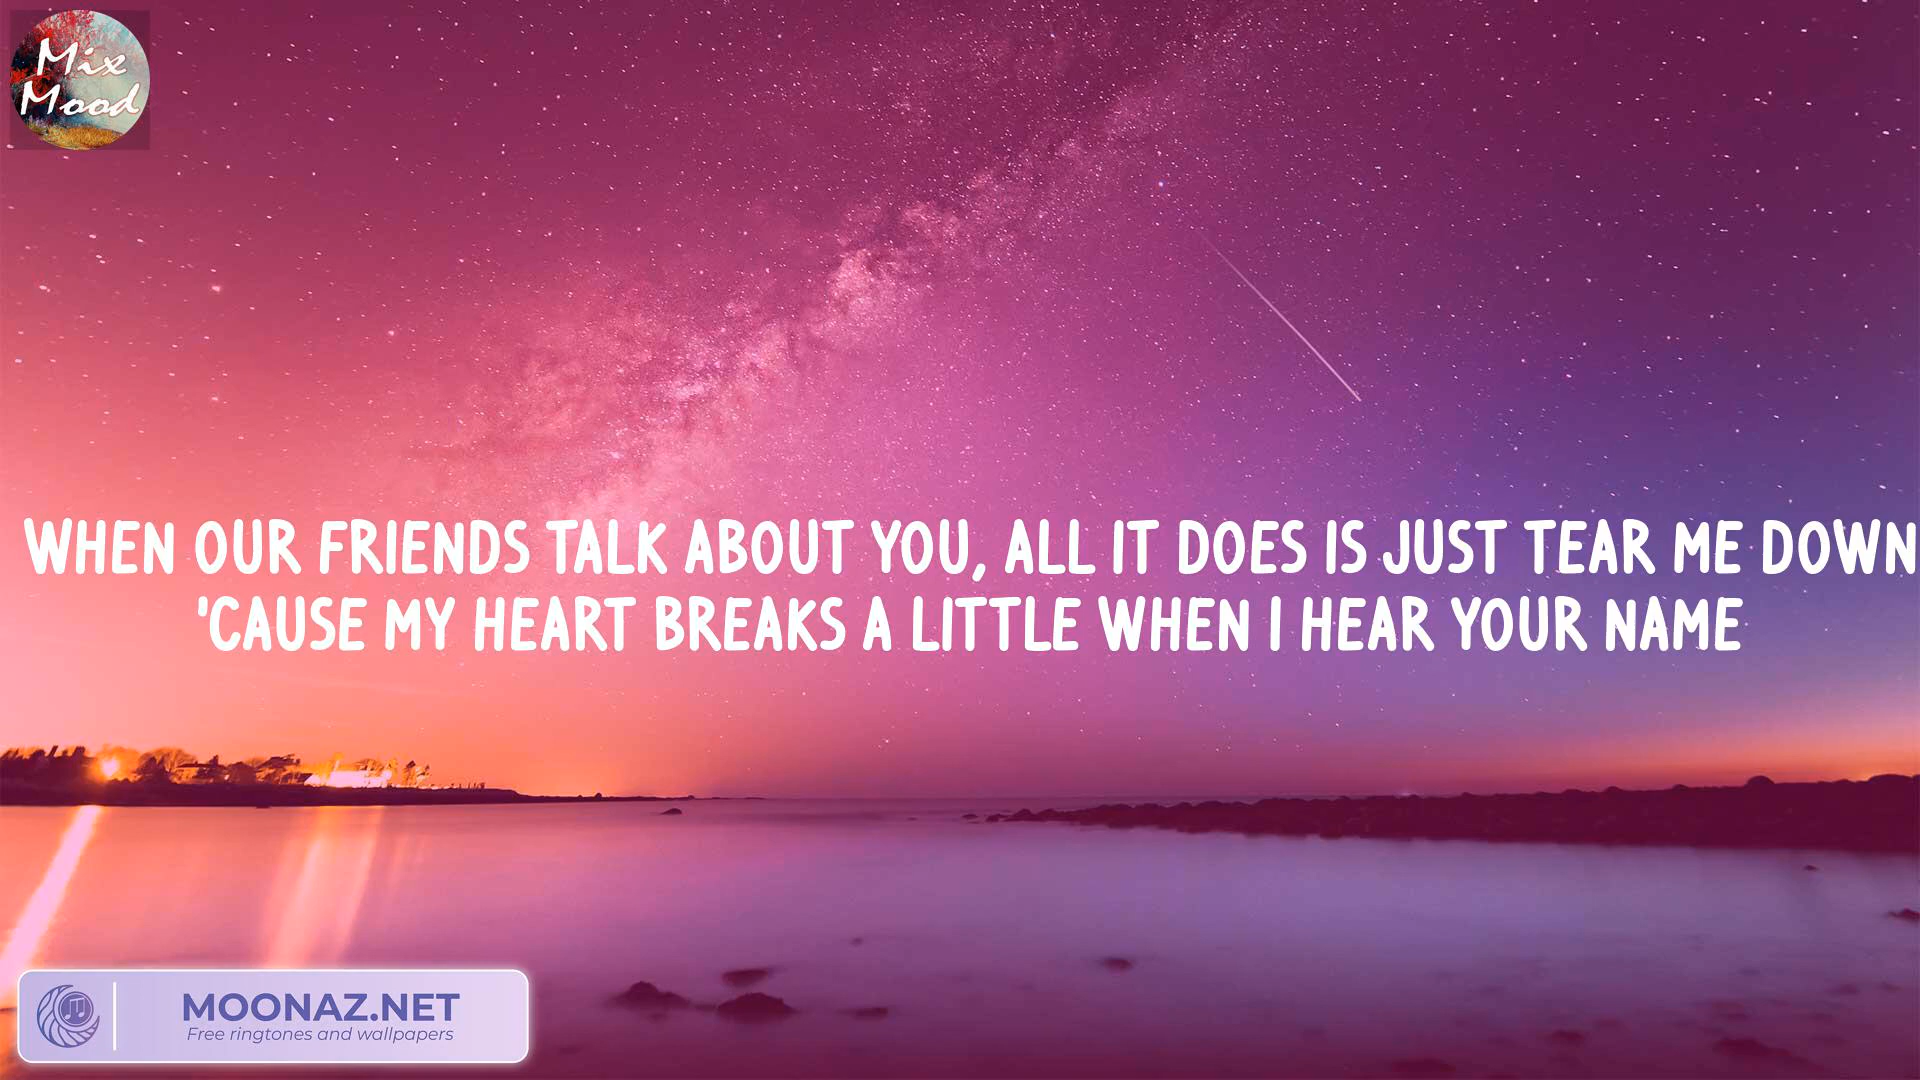 Mix
Mood
WHEN OUR FRIENDS TALK ABOUT YOU, ALL IT DOES IS JUST TEAR ME DOWN
'CAUSE MY HEART BREAKS A LITTLE WHEN I HEAR YOUR NAME
MOONAZ.NET
Free ringtones and wallpapers